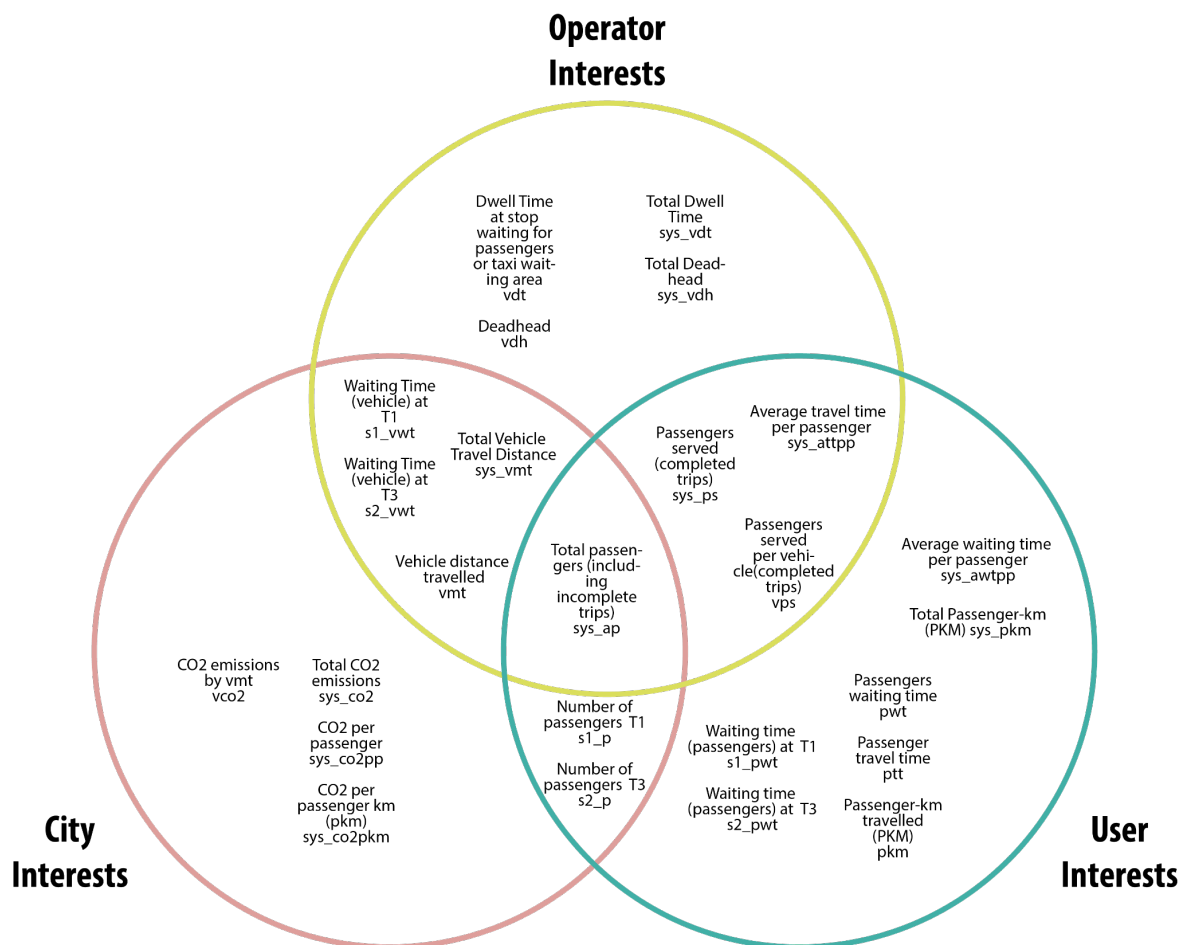 Operator
Interests
Dwell Time
at stop
waiting for
passengers
or taxi wait-
ing area
vdt
Deadhead
vdh
Total Dwell
Time
sys_vdt
Total Dead-
head
sys_vdh
Waiting Time
(vehicle) at
T1
s1_vwt
Waiting Time
(vehicle) at
T3
s2_vwt
Total Vehicle
Travel Distance
sys_vmt
Vehicle distance
travelled
vmt
Passengers
served
(completed
trips)
sys_ps
Average travel time
per passenger
sys_attpp
Passengers
served
per vehi-
cle(completed
trips)
vps
Total passen-
gers (includ-
ing
incomplete
trips)
sys_ap
Average waiting time
per passenger
sys_awtpp
Total Passenger-km
(PKM) sys_pkm
CO2 emissions
by vmt
vco2
Total CO2
emissions
sys_co2
CO2 per
passenger
sys_co2pp
CO2 per
passenger km
(pkm)
sys_co2pkm
Number of
passengers T1
s1_p
Number of
passengers T3
s2_p
Waiting time
(passengers) at T1
s1_pwt
Waiting time
(passengers) at T3
s2_pwt
Passengers
waiting time
pwt
Passenger
travel time
ptt
Passenger-km
travelled
(PKM)
pkm
City
Interests
User
Interests